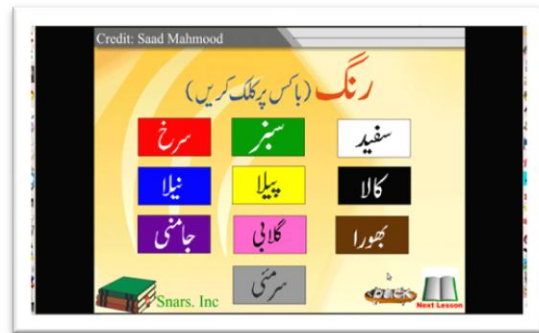 Credit: Saad Mahmood
رنگ (باکس پر کلک کریں)
سفید سبز سرخ
کالا پیلا نیلا
بھورا گلابی جامنی
سرمئی
Snars. Inc
Next Lesson